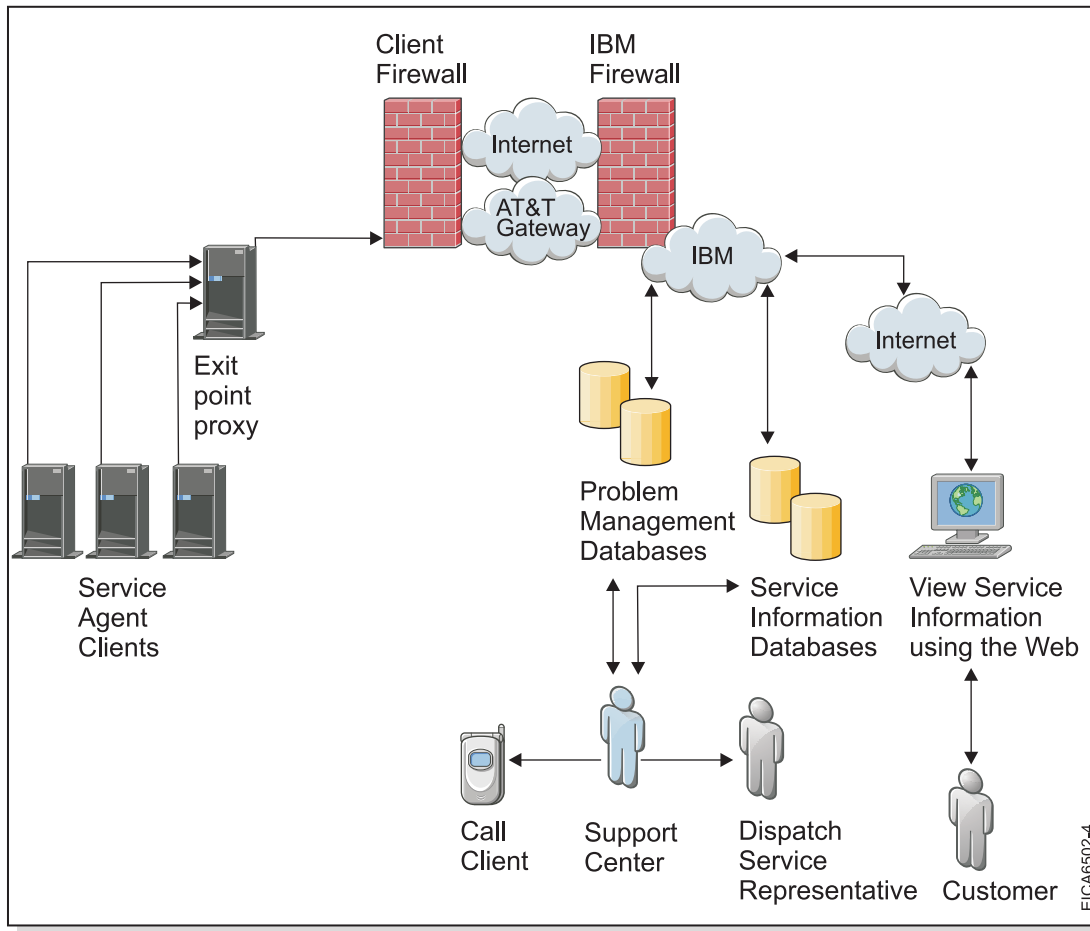 Client
Firewall
IBM
Firewall
Internet
AT&T
Gateway
IBM
Internet
Exit
point
proxy
Service
Agent
Clients
Problem
Management
Databases
Service
Information
Databases
View Service
Information
using the Web
Call
Client
Support
Center
Dispatch
Service
Representative
Customer
EICA6502-4